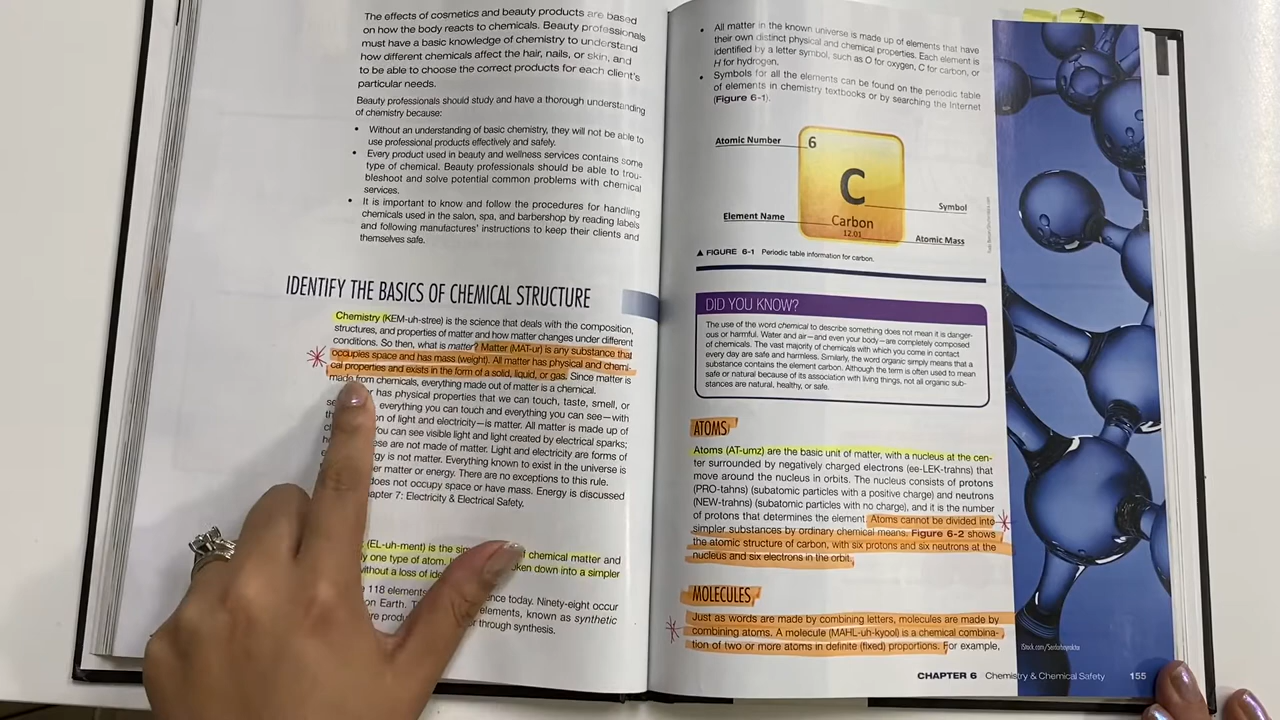 The effects of cosmetics and beauty products are based
on how the body reacts to chemicals. Beauty professionals
must have a basic knowledge of chemistry to understand
how different chemicals affect the hair, nails, or skin, and
to be able to choose the correct products for each client's
particular needs.
Beauty professionals should study and have a thorough understanding
of chemistry because:
• Without an understanding of basic chemistry, they will not be able to
use professional products effectively and safely.
• Every product used in beauty and wellness services contains some
type of chemical. Beauty professionals should be able to trou-
bleshoot and solve potential common problems with chemical
services.
• It is important to know and follow the procedures for handling
chemicals used in the salon, spa, and barbershop by reading labels
and following manufactures' instructions to keep their clients and
themselves safe.
IDENTIFY THE BASICS OF CHEMICAL STRUCTURE
Chemistry (KEM-uh-stree) is the science that deals with the composition,
structures, and properties of matter and how matter changes under different
conditions. So then, what is matter? Matter (MAT-ur) is any substance that
occupies space and has mass (weight). All matter has physical and chemi-
cal properties and exists in the form of a solid, liquid, or gas. Since matter is
made from chemicals, everything made out of matter is a chemical.
has physical properties that we can touch, taste, smell, or
everything you can touch and everything you can see—with
of light and electricity—is matter. All matter is made up of
you can see visible light and light created by electrical sparks;
are not made of matter. Light and electricity are forms of
is not matter. Everything known to exist in the universe is
matter or energy. There are no exceptions to this rule.
does not occupy space or have mass. Energy is discussed
7: Electricity & Electrical Safety.
(EL-uh-ment) is the chemical matter and
only one type of atom. broken down into a simpler
without a loss of
118 elements today. Ninety-eight occur
on Earth. elements, known as synthetic
through synthesis.
7
• All matter in the known universe is made up of elements that have
their own distinct physical and chemical properties. Each element is
identified by a letter symbol, such as O for oxygen, C for carbon, or
H for hydrogen.
• Symbols for all the elements can be found on the periodic table
of elements in chemistry textbooks or by searching the Internet
(Figure 6-1).
Atomic Number
6
C
Symbol
Element Name
Carbon
12.01
Atomic Mass
▲ FIGURE 6-1 Periodic table information for carbon.
DID YOU KNOW?
The use of the word chemical to describe something does not mean it is danger-
ous or harmful. Water and air—and even your body—are completely composed
of chemicals. The vast majority of chemicals with which you come in contact
every day are safe and harmless. Similarly, the word organic simply means that a
substance contains the element carbon. Although the term is often used to mean
safe or natural because of its association with living things, not all organic sub-
stances are natural, healthy, or safe.
ATOMS
Atoms (AT-umz) are the basic unit of matter, with a nucleus at the cen-
ter surrounded by negatively charged electrons (ee-LEK-trahns) that
move around the nucleus in orbits. The nucleus consists of protons
(PRO-tahns) (subatomic particles with a positive charge) and neutrons
(NEW-trahns) (subatomic particles with no charge), and it is the number
of protons that determines the element. Atoms cannot be divided into
simpler substances by ordinary chemical means. Figure 6-2 shows
the atomic structure of carbon, with six protons and six neutrons at the
nucleus and six electrons in the orbit.
MOLECULES
Just as words are made by combining letters, molecules are made by
combining atoms. A molecule (MAHL-uh-kyool) is a chemical combina-
tion of two or more atoms in definite (fixed) proportions. For example,
CHAPTER 6 Chemistry & Chemical Safety 155